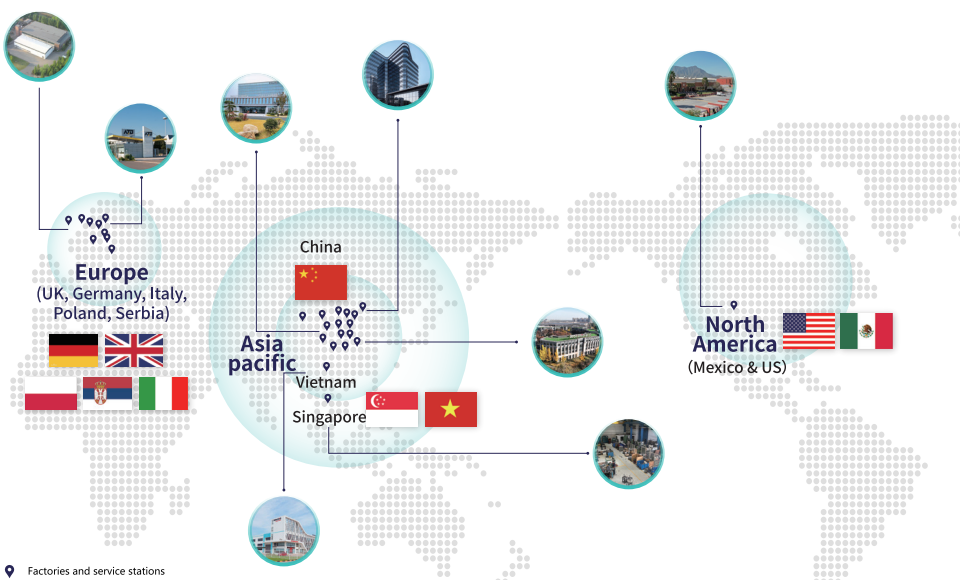 China
Europe
(UK, Germany, Italy,
Poland, Serbia)
Asia
pacific
North
America
(Mexico & US)
Vietnam
Singapore
Factories and service stations